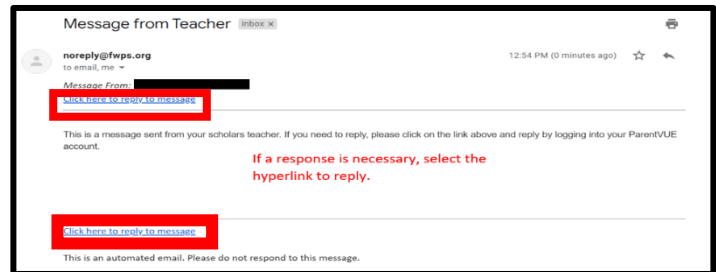 Message from Teacher Inbox x
noreply@fwps.org 12:54 PM (0 minutes ago)
to email, me
Message From:
Click here to reply to message
This is a message sent from your scholars teacher. If you need to reply, please click on the link above and reply by logging into your ParentVUE
account.
If a response is necessary, select the
hyperlink to reply.
Click here to reply to message
This is an automated email. Please do not respond to this message.